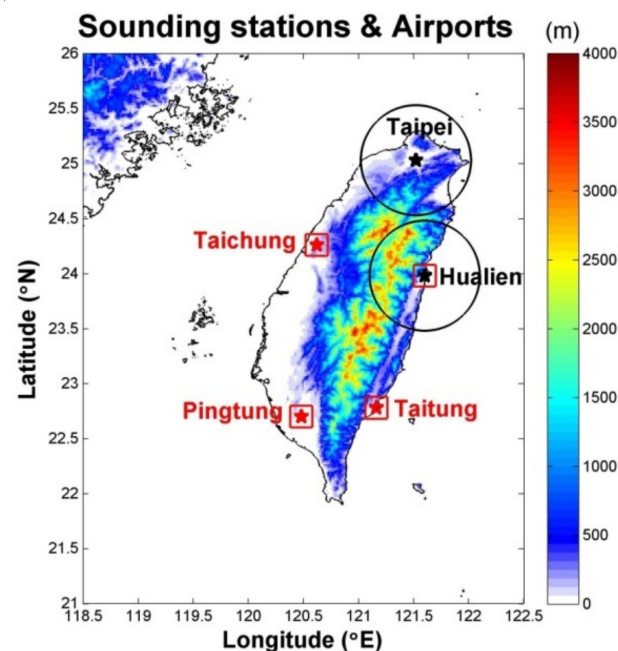 Sounding stations & Airports
(m)
26
25.5
25
24.5
24
23.5
23
22.5
22
21.5
21
Latitude (°N)
Taipei
Taichung
Hualien
Pingtung
Taitung
118.5 119 119.5 120 120.5 121 121.5 122 122.5
Longitude (°E)
4000
3500
3000
2500
2000
1500
1000
500
0